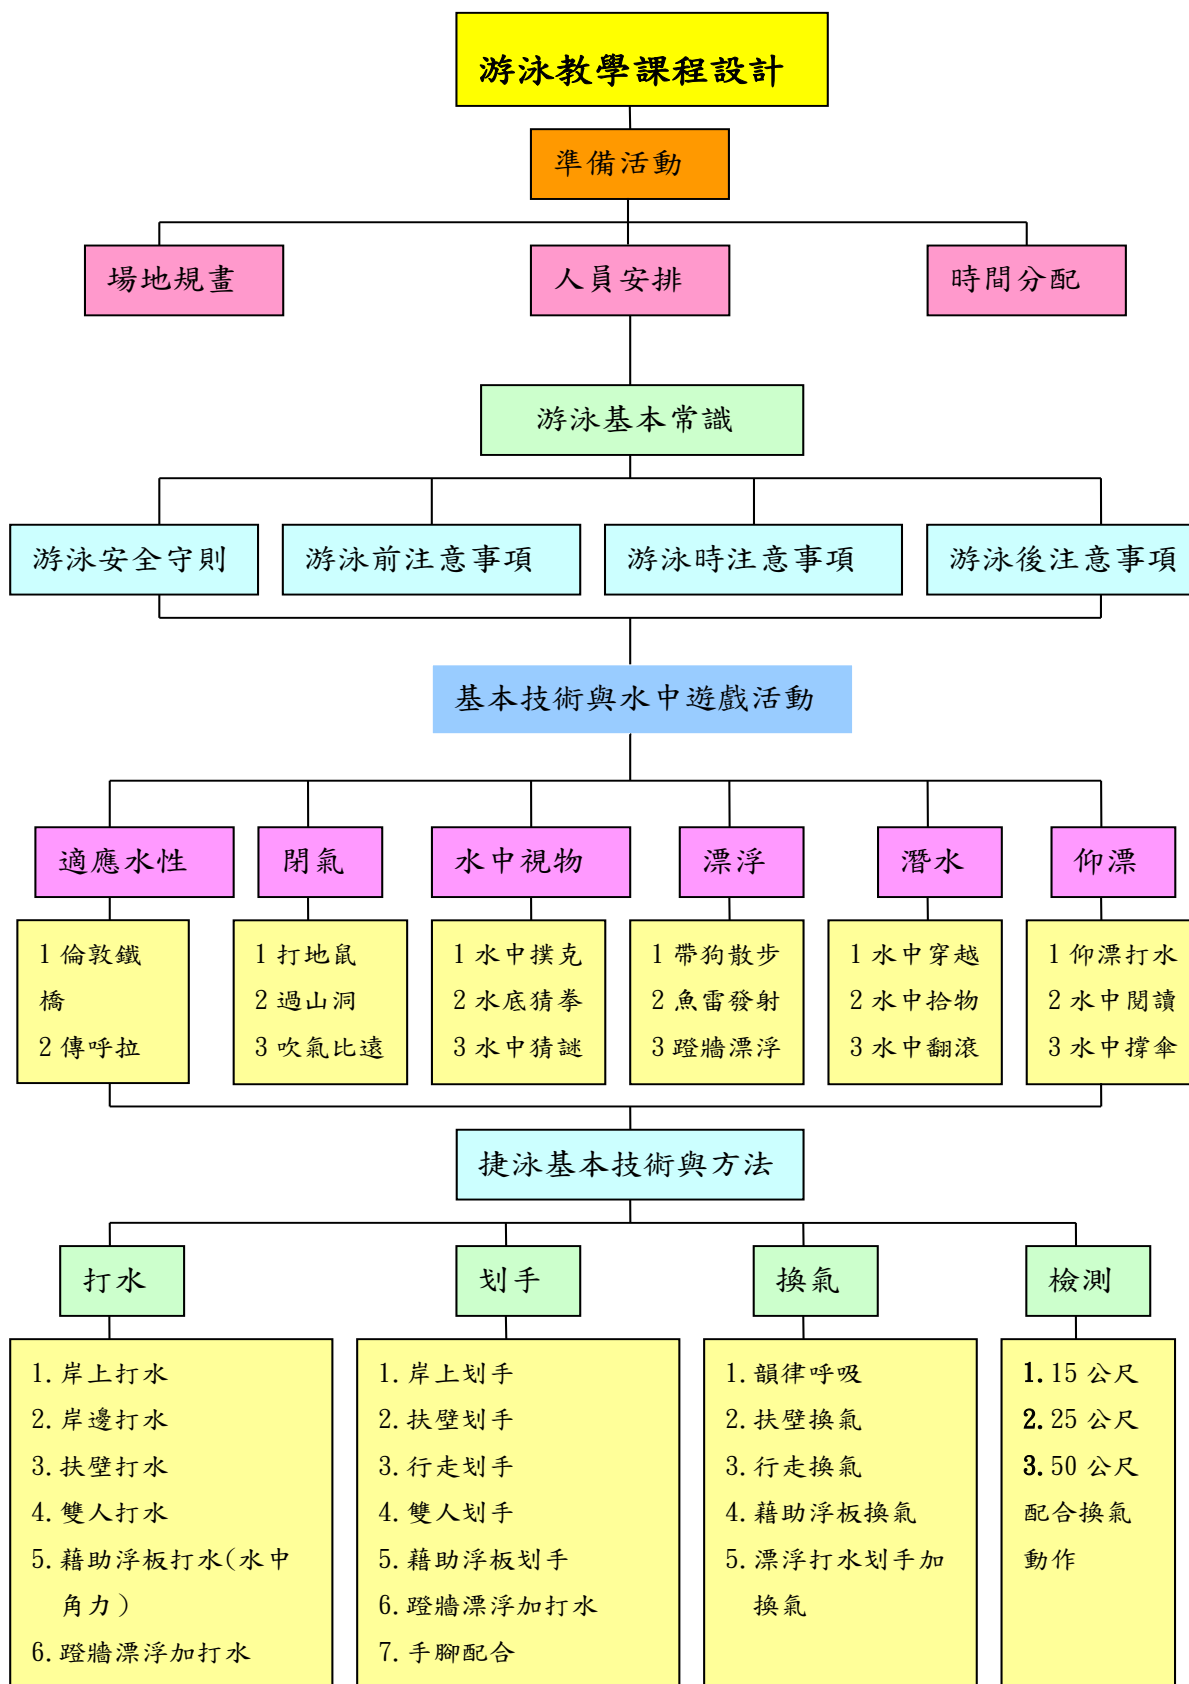 游泳教學課程設計
準備活動
場地規畫
人員安排
時間分配
游泳基本常識
游泳安全守則
游泳前注意事項
游泳時注意事項
游泳後注意事項
基本技術與水中遊戲活動
適應水性
閉氣
水中視物
漂浮
潛水
仰漂
1 倫敦鐵
橋
2 傳呼拉
1 打地鼠
2 過山洞
3 吹氣比遠
1 水中撲克
2 水底猜拳
3 水中猜謎
1 帶狗散步
2 魚雷發射
3 蹬牆漂浮
1 水中穿越
2 水中拾物
3 水中翻滾
1 仰漂打水
2 水中閱讀
3 水中撐傘
捷泳基本技術與方法
打水
划手
換氣
檢測
1. 岸上打水
2. 岸邊打水
3. 扶壁打水
4. 雙人打水
5. 藉助浮板打水(水中
角力）
6. 蹬牆漂浮加打水
1. 岸上划手
2. 扶壁划手
3. 行走划手
4. 雙人划手
5. 藉助浮板划手
6. 蹬牆漂浮加打水
7. 手腳配合
1. 韻律呼吸
2. 扶壁換氣
3. 行走換氣
4. 藉助浮板換氣
5. 漂浮打水划手加
換氣
1. 15 公尺
2. 25 公尺
3. 50 公尺
配合換氣
動作